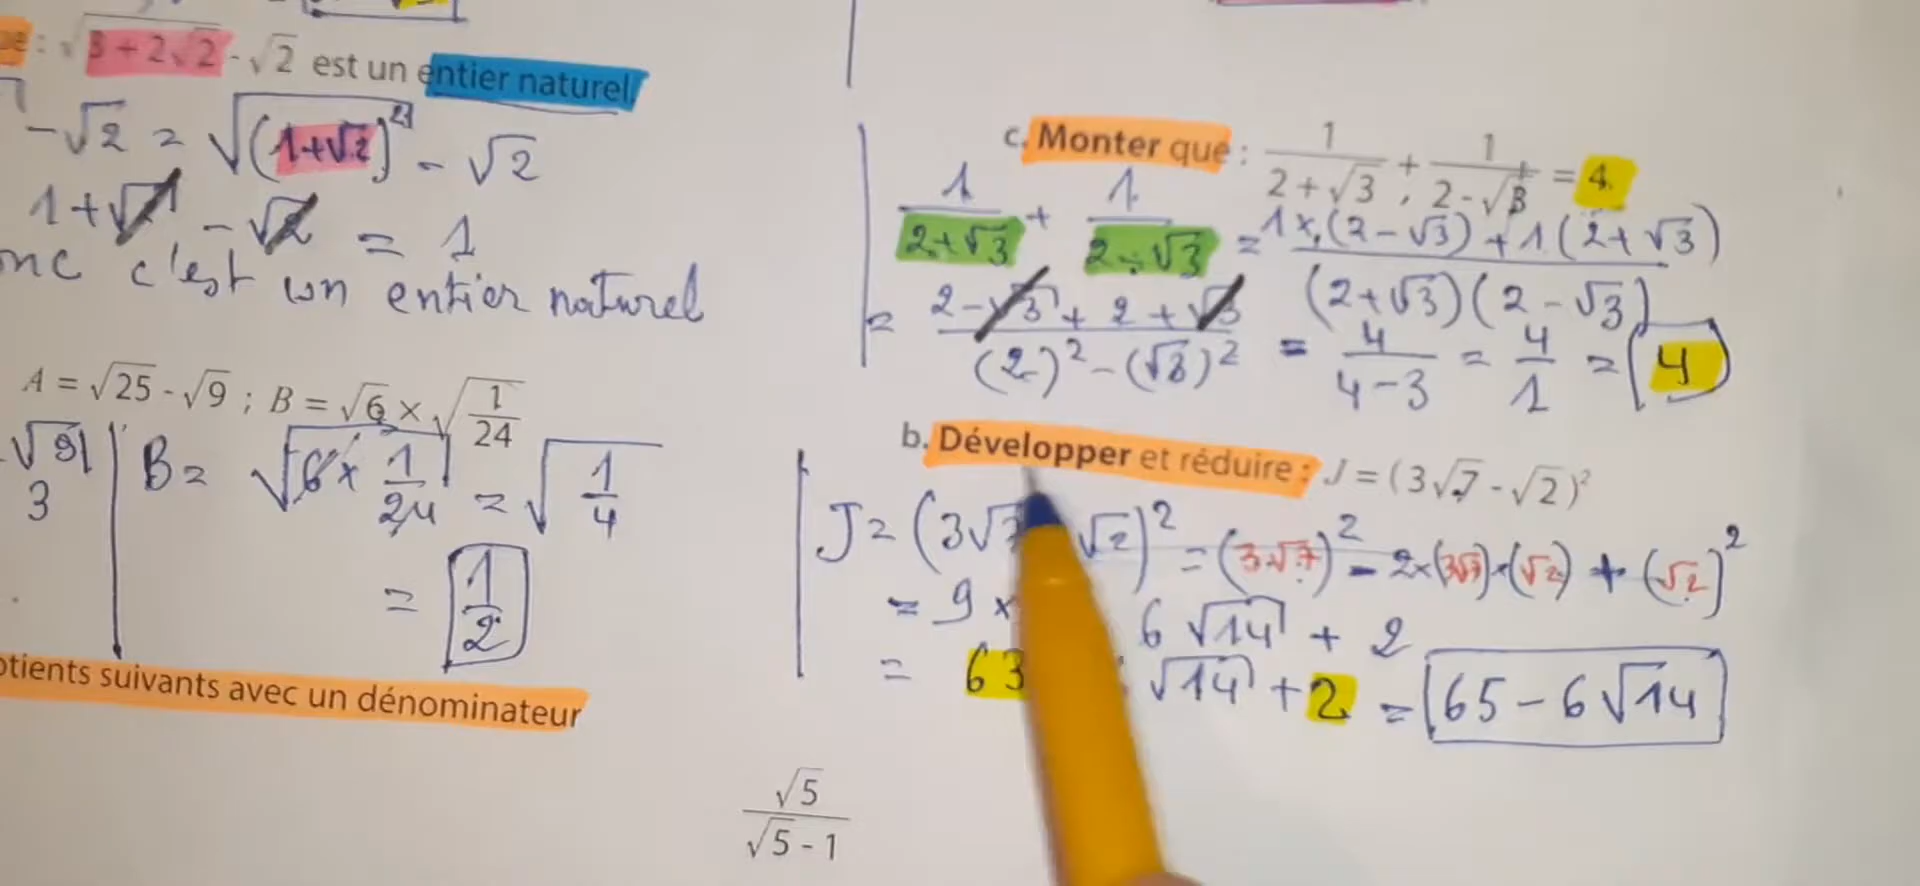 : √(3 + 2√2) - √2 est un entier naturel.
- √2 = √((1+√2)²) - √2
1 + √2 - √2 = 1
c'est un entier naturel
A = √25 - √9 ; B = √6 × √(1/24)
√9
3
B = √(6 × 1/24) = √(1/4)
= 1/2
suivants avec un dénominateur
c. Monter que : 1/(2 + √3) + 1/(2 - √3) = 4
1/(2+√3) + 1/(2-√3) = (1×(2-√3) + 1(2+√3))/((2+√3)(2-√3))
= (2-√3 + 2+√3)/((2)² - (√3)²) = 4/(4-3) = 4/1 = 4
b. Développer et réduire : J = (3√7 - √2)²
J = (3√7 √2)² = (3√7)² - 2×(3√7)×(√2) + (√2)²
= 9 × 6√14 + 2
= 63 √14 + 2 = 65 - 6√14
√5/(√5 - 1)